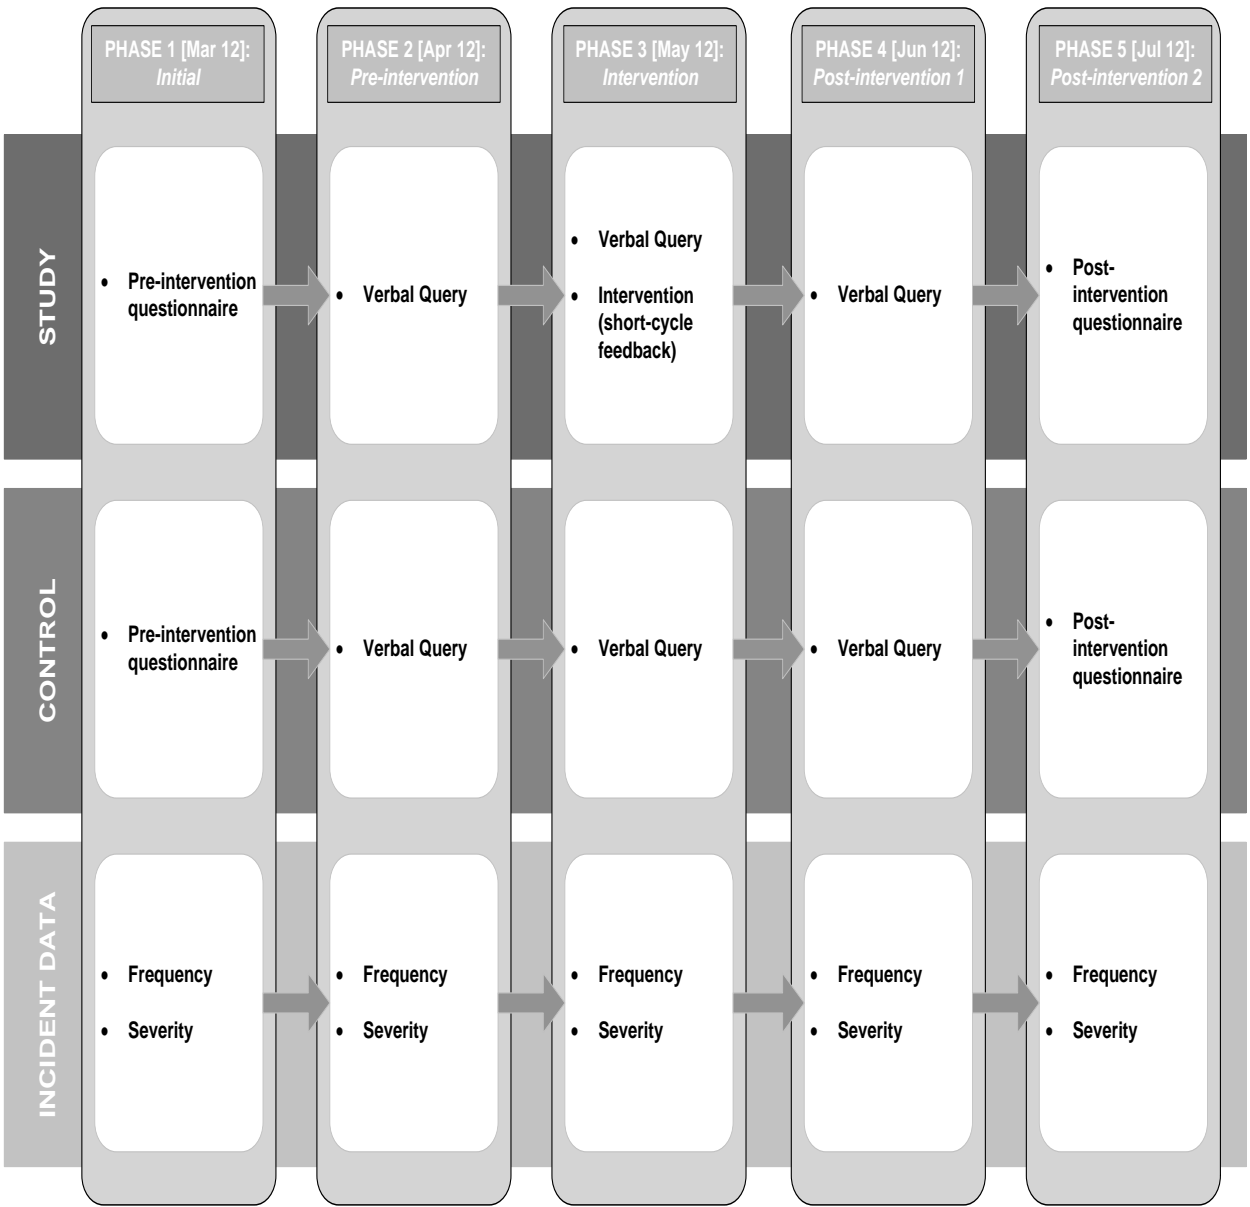 PHASE 1 [Mar 12]:
Initial
PHASE 2 [Apr 12]:
Pre-intervention
PHASE 3 [May 12]:
Intervention
PHASE 4 [Jun 12]:
Post-intervention 1
PHASE 5 [Jul 12]:
Post-intervention 2
STUDY
• Pre-intervention
questionnaire
• Verbal Query
• Verbal Query
• Intervention
(short-cycle
feedback)
• Verbal Query
• Post-
intervention
questionnaire
CONTROL
• Pre-intervention
questionnaire
• Verbal Query
• Verbal Query
• Verbal Query
• Post-
intervention
questionnaire
INCIDENT DATA
• Frequency
• Severity
• Frequency
• Severity
• Frequency
• Severity
• Frequency
• Severity
• Frequency
• Severity